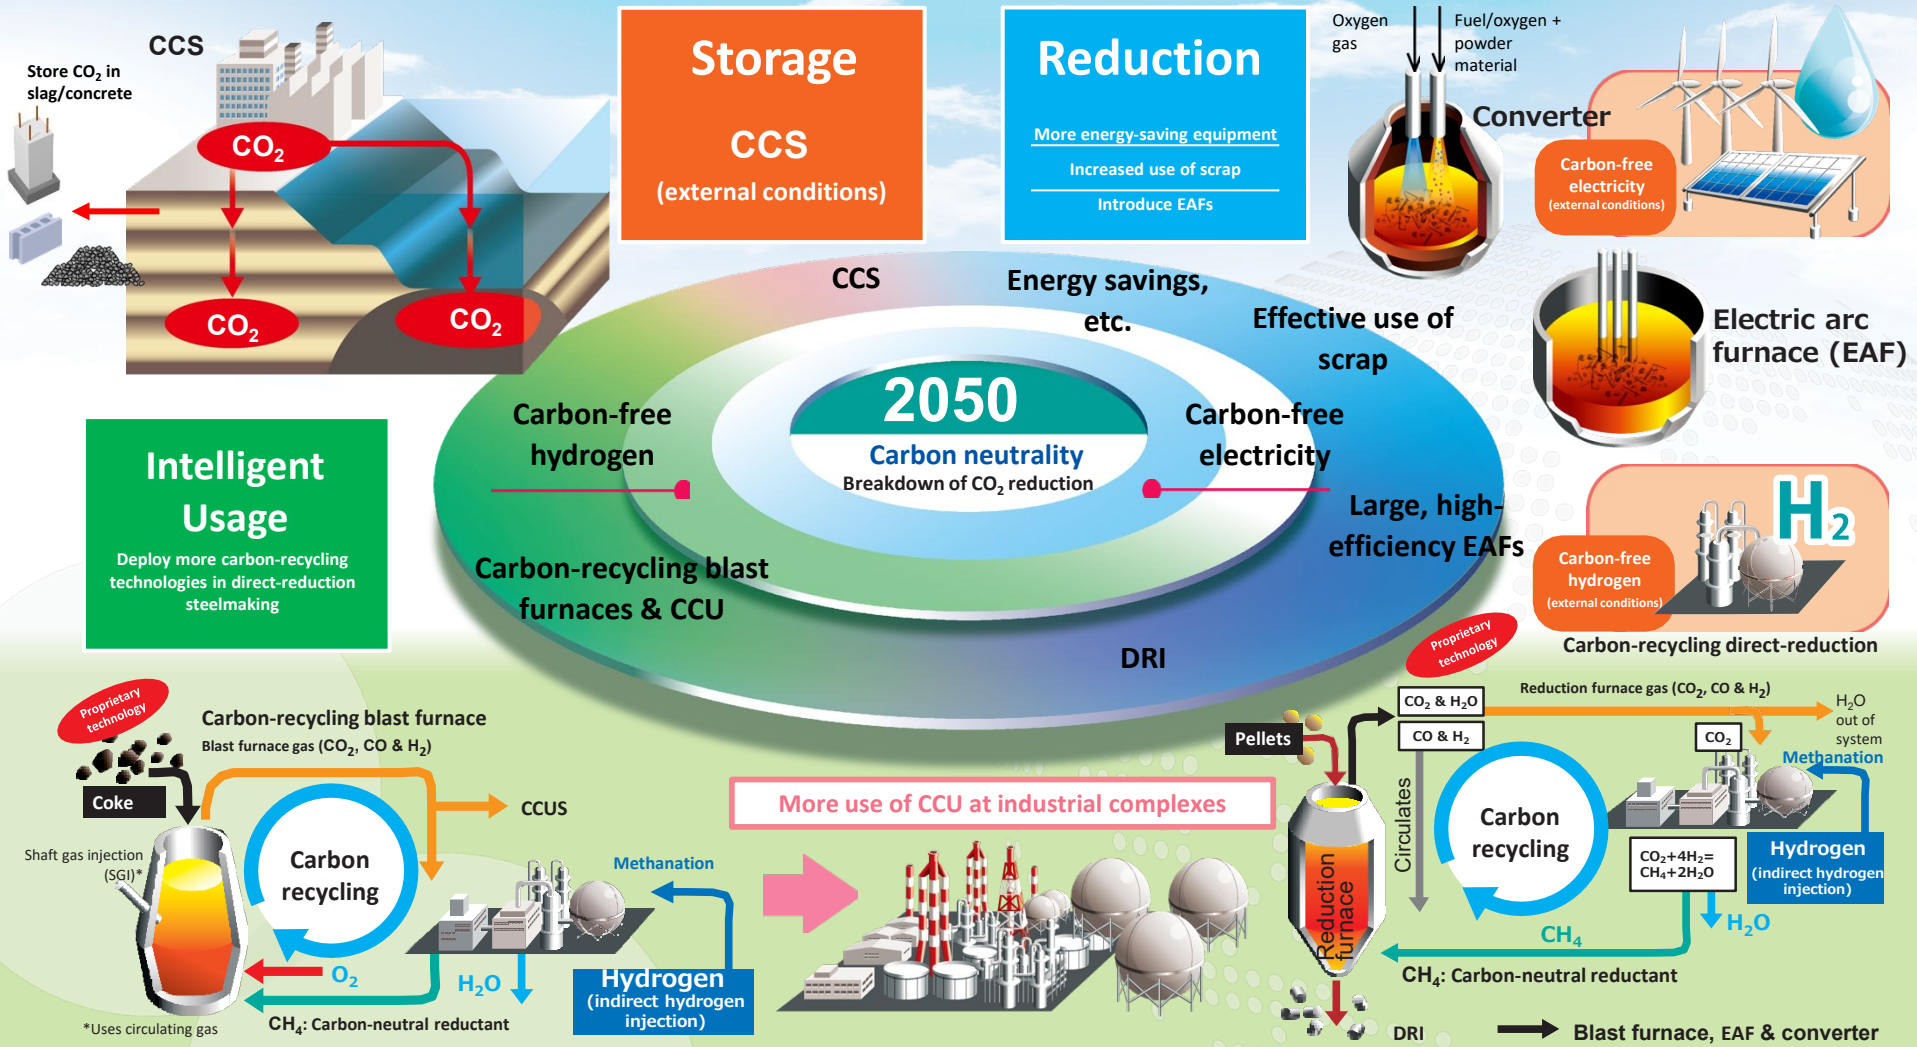 CCS
Store CO₂ in
slag/concrete
CO₂
CO₂
CO₂
Storage
CCS
(external conditions)
Reduction
More energy-saving equipment
Increased use of scrap
Introduce EAFs
Oxygen
gas
Fuel/oxygen +
powder
material
Converter
Carbon-free
electricity
(external conditions)
Electric arc
furnace (EAF)
CCS
Energy savings,
etc.
Effective use of
scrap
Carbon-free
hydrogen
2050
Carbon neutrality
Breakdown of CO₂ reduction
Carbon-free
electricity
Large, high-
efficiency EAFs
Carbon-recycling blast
furnaces & CCU
DRI
Intelligent
Usage
Deploy more carbon-recycling
technologies in direct-reduction
steelmaking
H₂
Carbon-free
hydrogen
(external conditions)
Carbon-recycling direct-reduction
Proprietary
technology
Carbon-recycling blast furnace
Blast furnace gas (CO₂, CO & H₂)
Coke
CCUS
Shaft gas injection
(SGI)*
Carbon
recycling
Methanation
O₂
H₂O
Hydrogen
(indirect hydrogen
injection)
CH₄: Carbon-neutral reductant
*Uses circulating gas
More use of CCU at industrial complexes
Proprietary
technology
Reduction furnace gas (CO₂, CO & H₂)
CO₂ & H₂O
CO & H₂
H₂O
out of
system
Pellets
CO₂
Methanation
Circulates
Carbon
recycling
Reduction
furnace
CO₂+4H₂=
CH₄+2H₂O
Hydrogen
(indirect hydrogen
injection)
H₂O
CH₄
CH₄: Carbon-neutral reductant
DRI
Blast furnace, EAF & converter